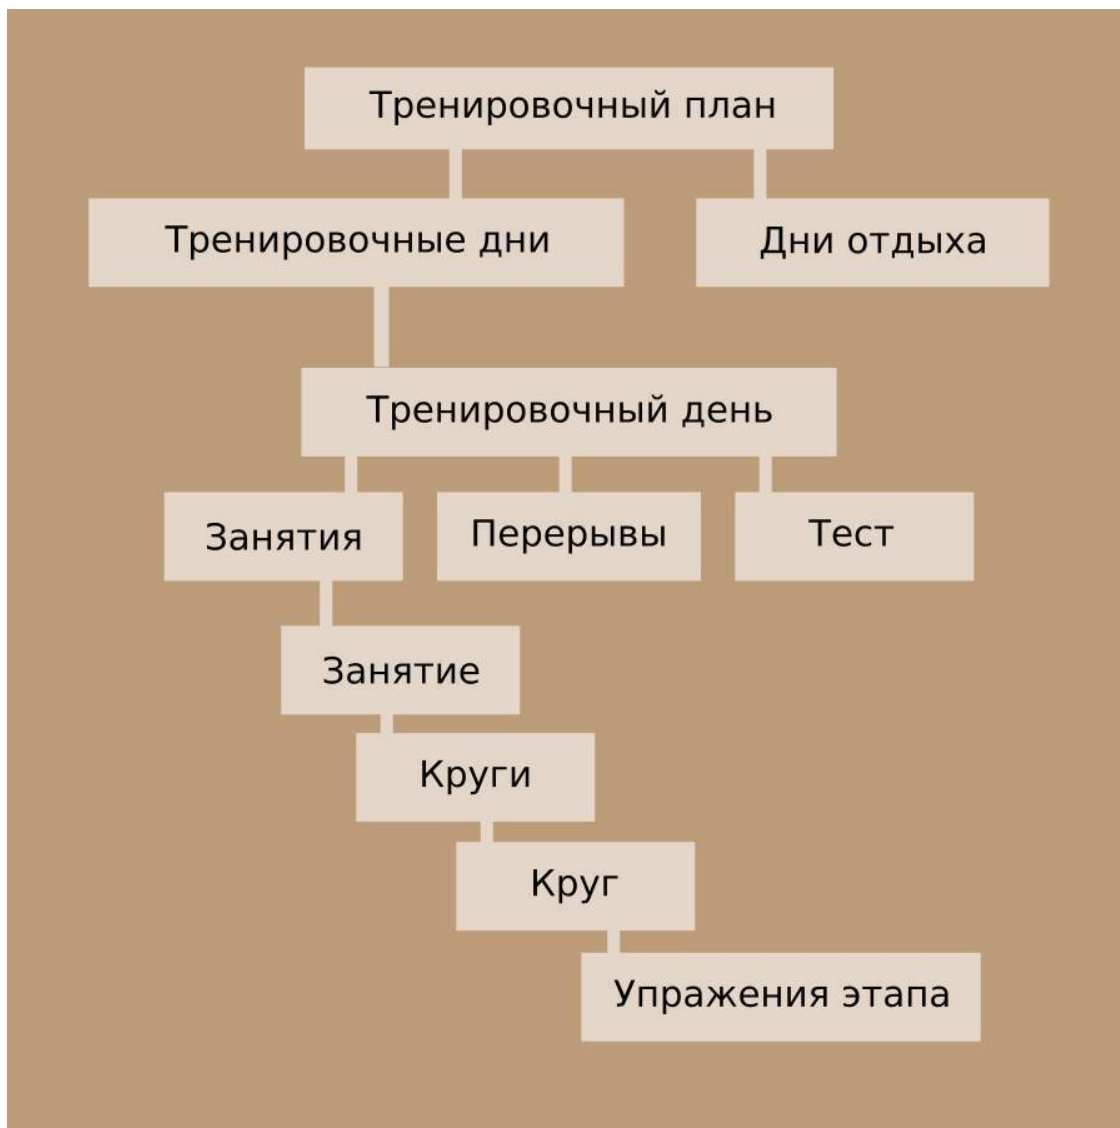 Тренировочный план
Тренировочные дни
Дни отдыха
Тренировочный день
Занятия
Перерывы
Тест
Занятие
Круги
Круг
Упражения этапа